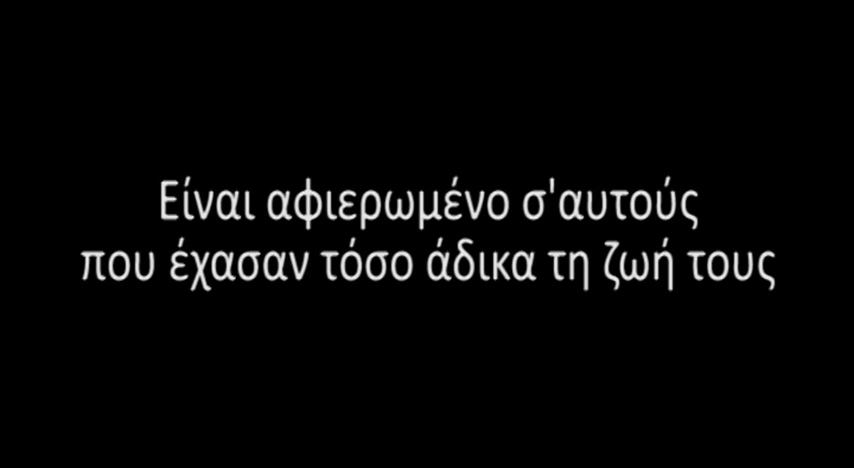 Είναι αφιερωμένο σ'αυτούς
που έχασαν τόσο άδικα τη ζωή τους